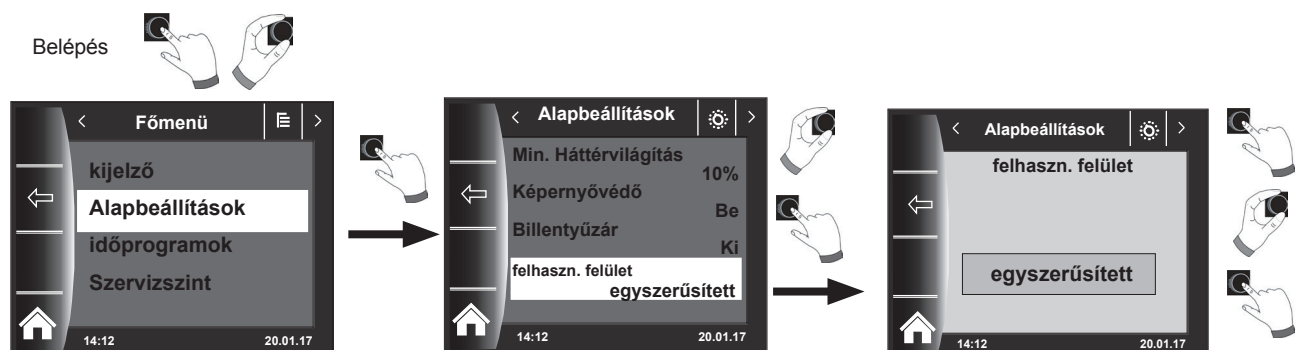 Belépés
Főmenü
kijelző
Alapbeállítások
időprogramok
Szervizszint
14:12 20.01.17
Alapbeállítások
Min. Háttérvilágítás
10%
Képernyővédő
Be
Billentyűzár
Ki
felhaszn. felület
egyszerűsített
14:12 20.01.17
Alapbeállítások
felhaszn. felület
egyszerűsített
14:12 20.01.17